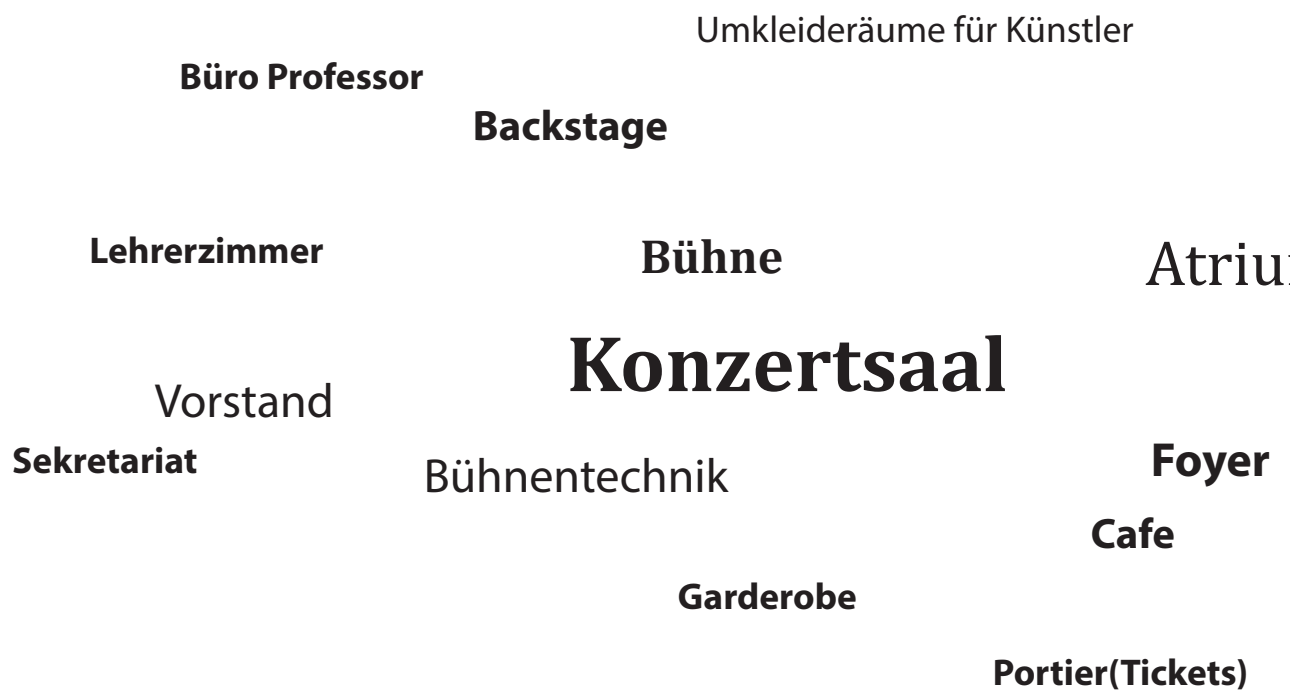 Umkleideräume für Künstler
Büro Professor
Backstage
Lehrerzimmer
Bühne
Atriu
Konzertsaal
Vorstand
Sekretariat
Bühnentechnik
Foyer
Cafe
Garderobe
Portier(Tickets)